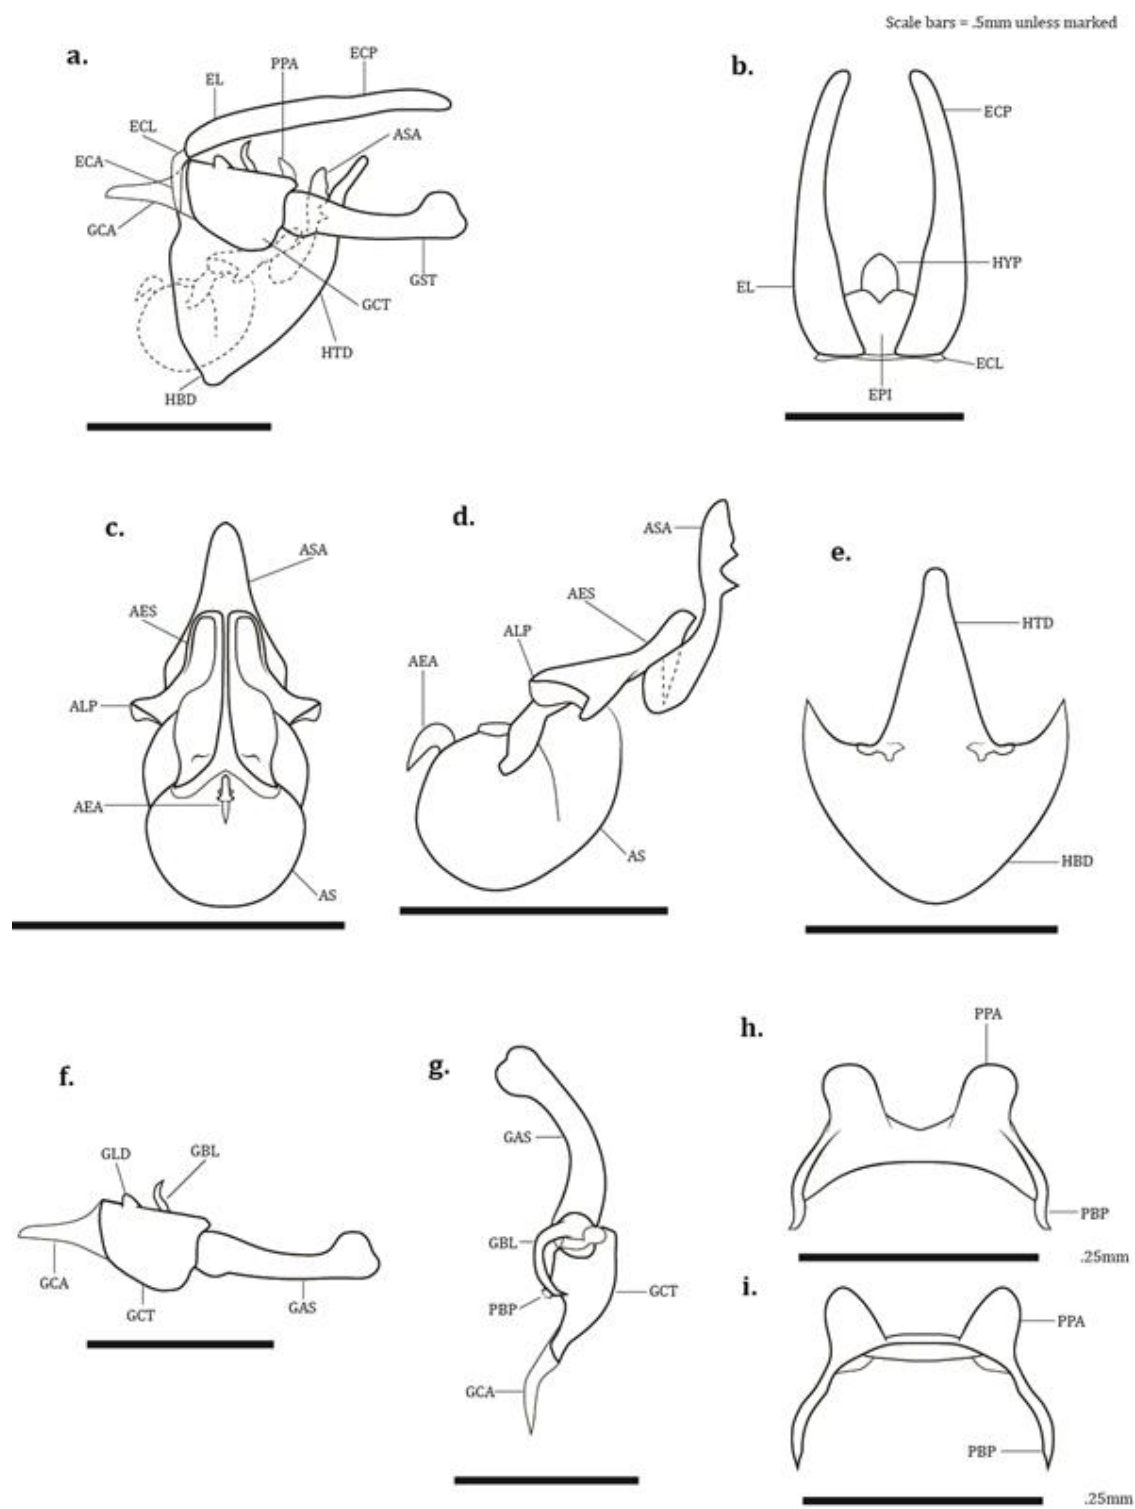 Scale bars = .5mm unless marked
a.
ECP
PPA
EL
ECL
ASA
ECA
GCA
GST
GCT
HTD
HBD
b.
ECP
HYP
EL
ECL
EPI
c.
ASA
AES
ALP
AEA
AS
d.
ASA
AES
ALP
AEA
AS
e.
HTD
HBD
f.
GLD
GBL
GCA
GCT
GAS
g.
GAS
GBL
PBP
GCT
GCA
h.
PPA
PBP
.25mm
i.
PPA
PBP
.25mm